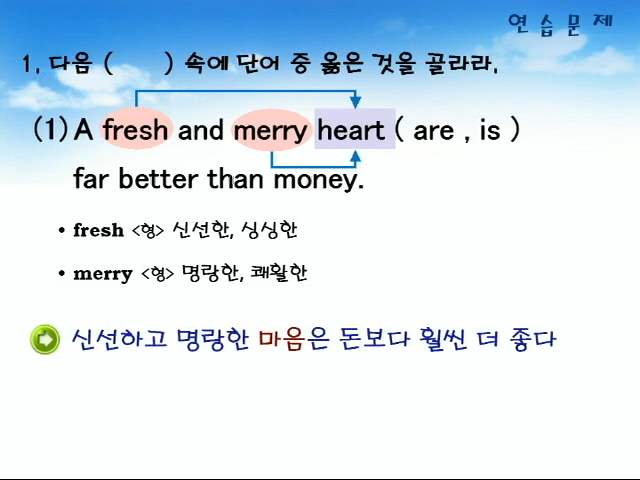 연 습 문 제
1. 다음 (      ) 속에 단어 중 옳은 것을 골라라.
(1) A fresh and merry heart ( are , is )
far better than money.
• fresh <형> 신선한, 싱싱한
• merry <형> 명랑한, 쾌활한
신선하고 명랑한 마음은 돈보다 훨씬 더 좋다